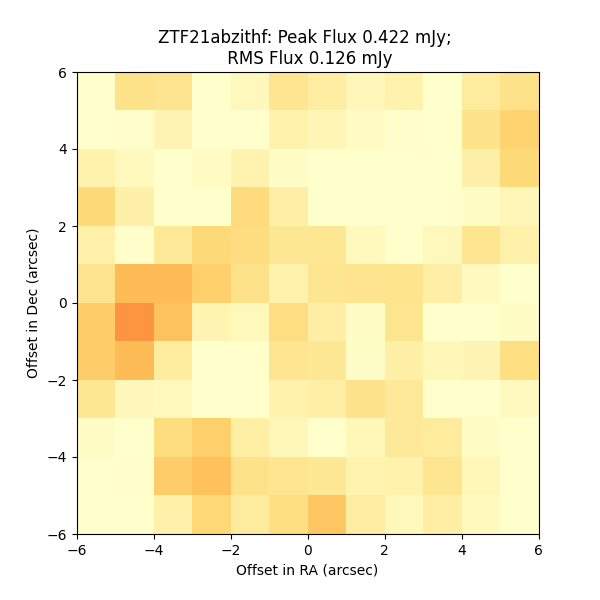 ZTF21abzithf: Peak Flux 0.422 mJy;
RMS Flux 0.126 mJy
6
4
2
0
−2
−4
−6
Offset in Dec (arcsec)
−6 −4 −2 0 2 4 6
Offset in RA (arcsec)